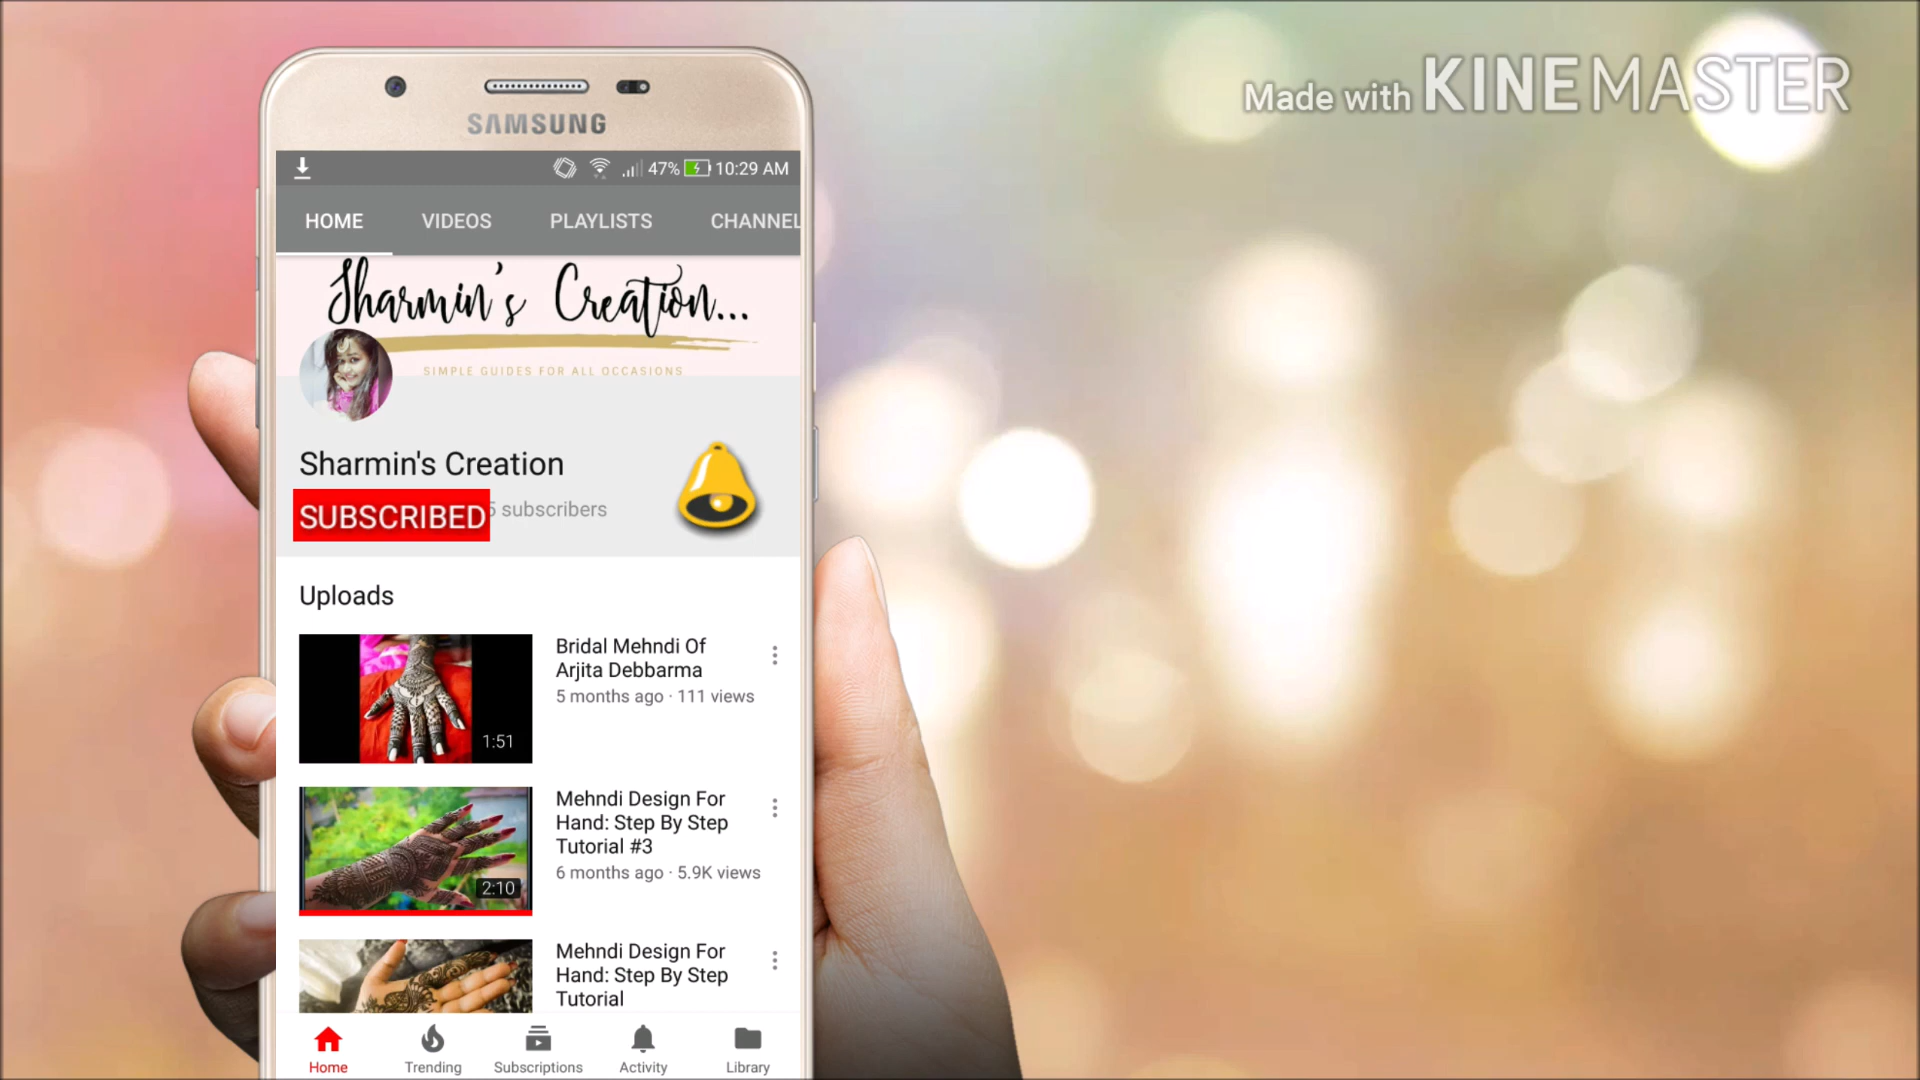 Made with KINEMASTER
SAMSUNG
47% 10:29 AM
HOME VIDEOS PLAYLISTS CHANNEL
Sharmin's Creation...
SIMPLE GUIDES FOR ALL OCCASIONS
Sharmin's Creation
SUBSCRIBED 5 subscribers
Uploads
Bridal Mehndi Of
Arjita Debbarma
5 months ago · 111 views
1:51
Mehndi Design For
Hand: Step By Step
Tutorial #3
6 months ago · 5.9K views
2:10
Mehndi Design For
Hand: Step By Step
Tutorial
Home Trending Subscriptions Activity Library